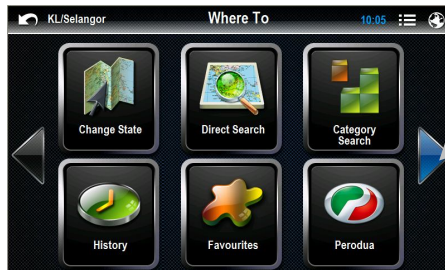 KL/Selangor
Where To
10:05
Change State
Direct Search
Category
Search
History
Favourites
Perodua